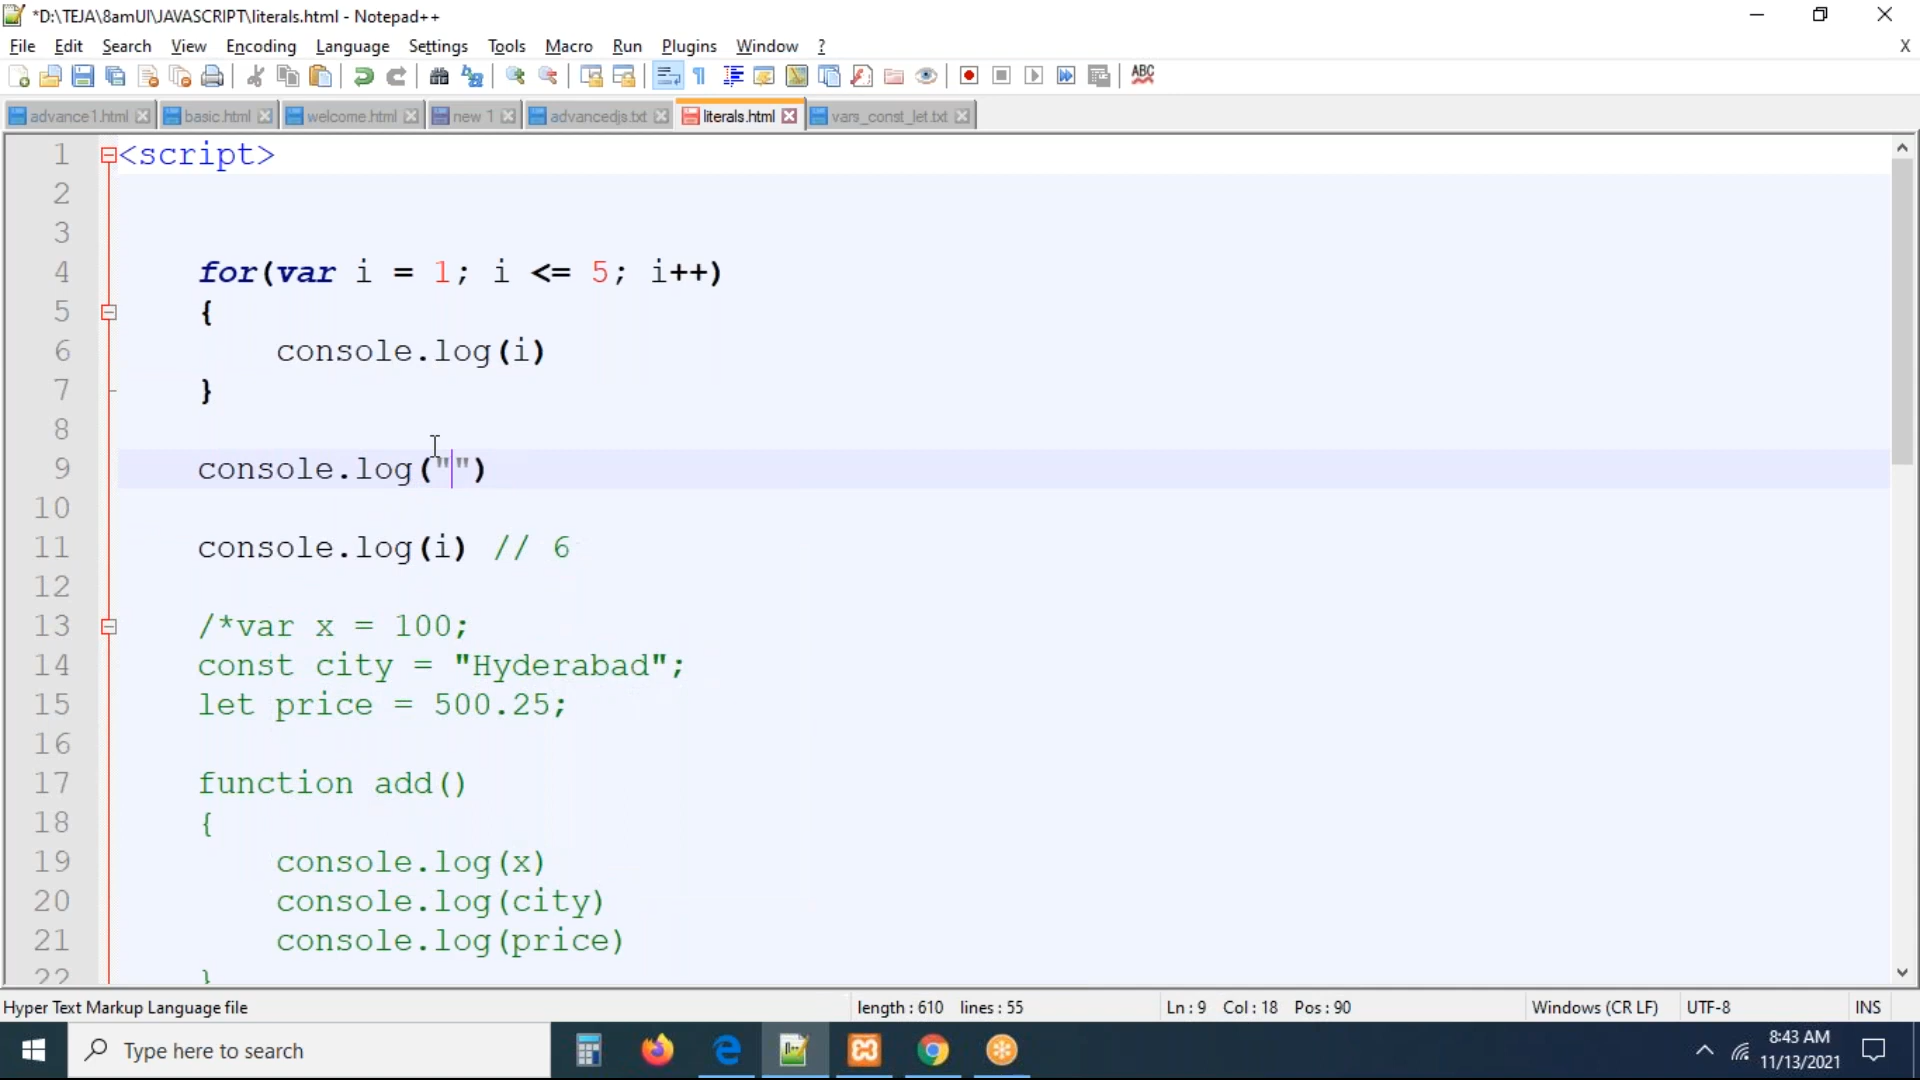 *D:\TEJA\8amUI\JAVASCRIPT\literals.html - Notepad++
File Edit Search View Encoding Language Settings Tools Macro Run Plugins Window ? X
ABC
advance1.html basic.html welcome.html new 1 advancedjs.txt literals.html vars_const_let.txt
1 <script>
2
3
4 for(var i = 1; i <= 5; i++)
5 {
6 console.log(i)
7 }
8
9 console.log("")
10
11 console.log(i) // 6
12
13 /*var x = 100;
14 const city = "Hyderabad";
15 let price = 500.25;
16
17 function add()
18 {
19 console.log(x)
20 console.log(city)
21 console.log(price)
22 }
Hyper Text Markup Language file length : 610 lines : 55 Ln : 9 Col : 18 Pos : 90 Windows (CR LF) UTF-8 INS
Type here to search
8:43 AM
11/13/2021